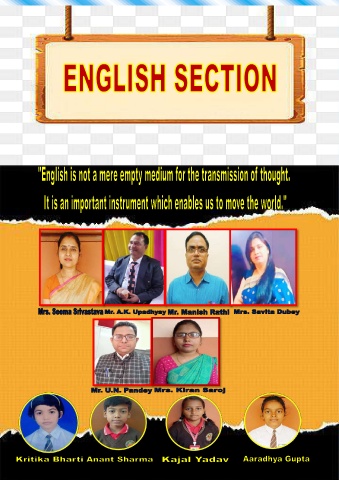 ENGLISH SECTION
"English is not a mere empty medium for the transmission of thought.
It is an important instrument which enables us to move the world."
Mrs. Seema Srivastava Mr. A.K. Upadhyay Mr. Manish Rathi Mrs. Savita Dubey
Mr. U.N. Pandey Mrs. Kiran Saroj
Kritika Bharti Anant Sharma Kajal Yadav Aaradhya Gupta